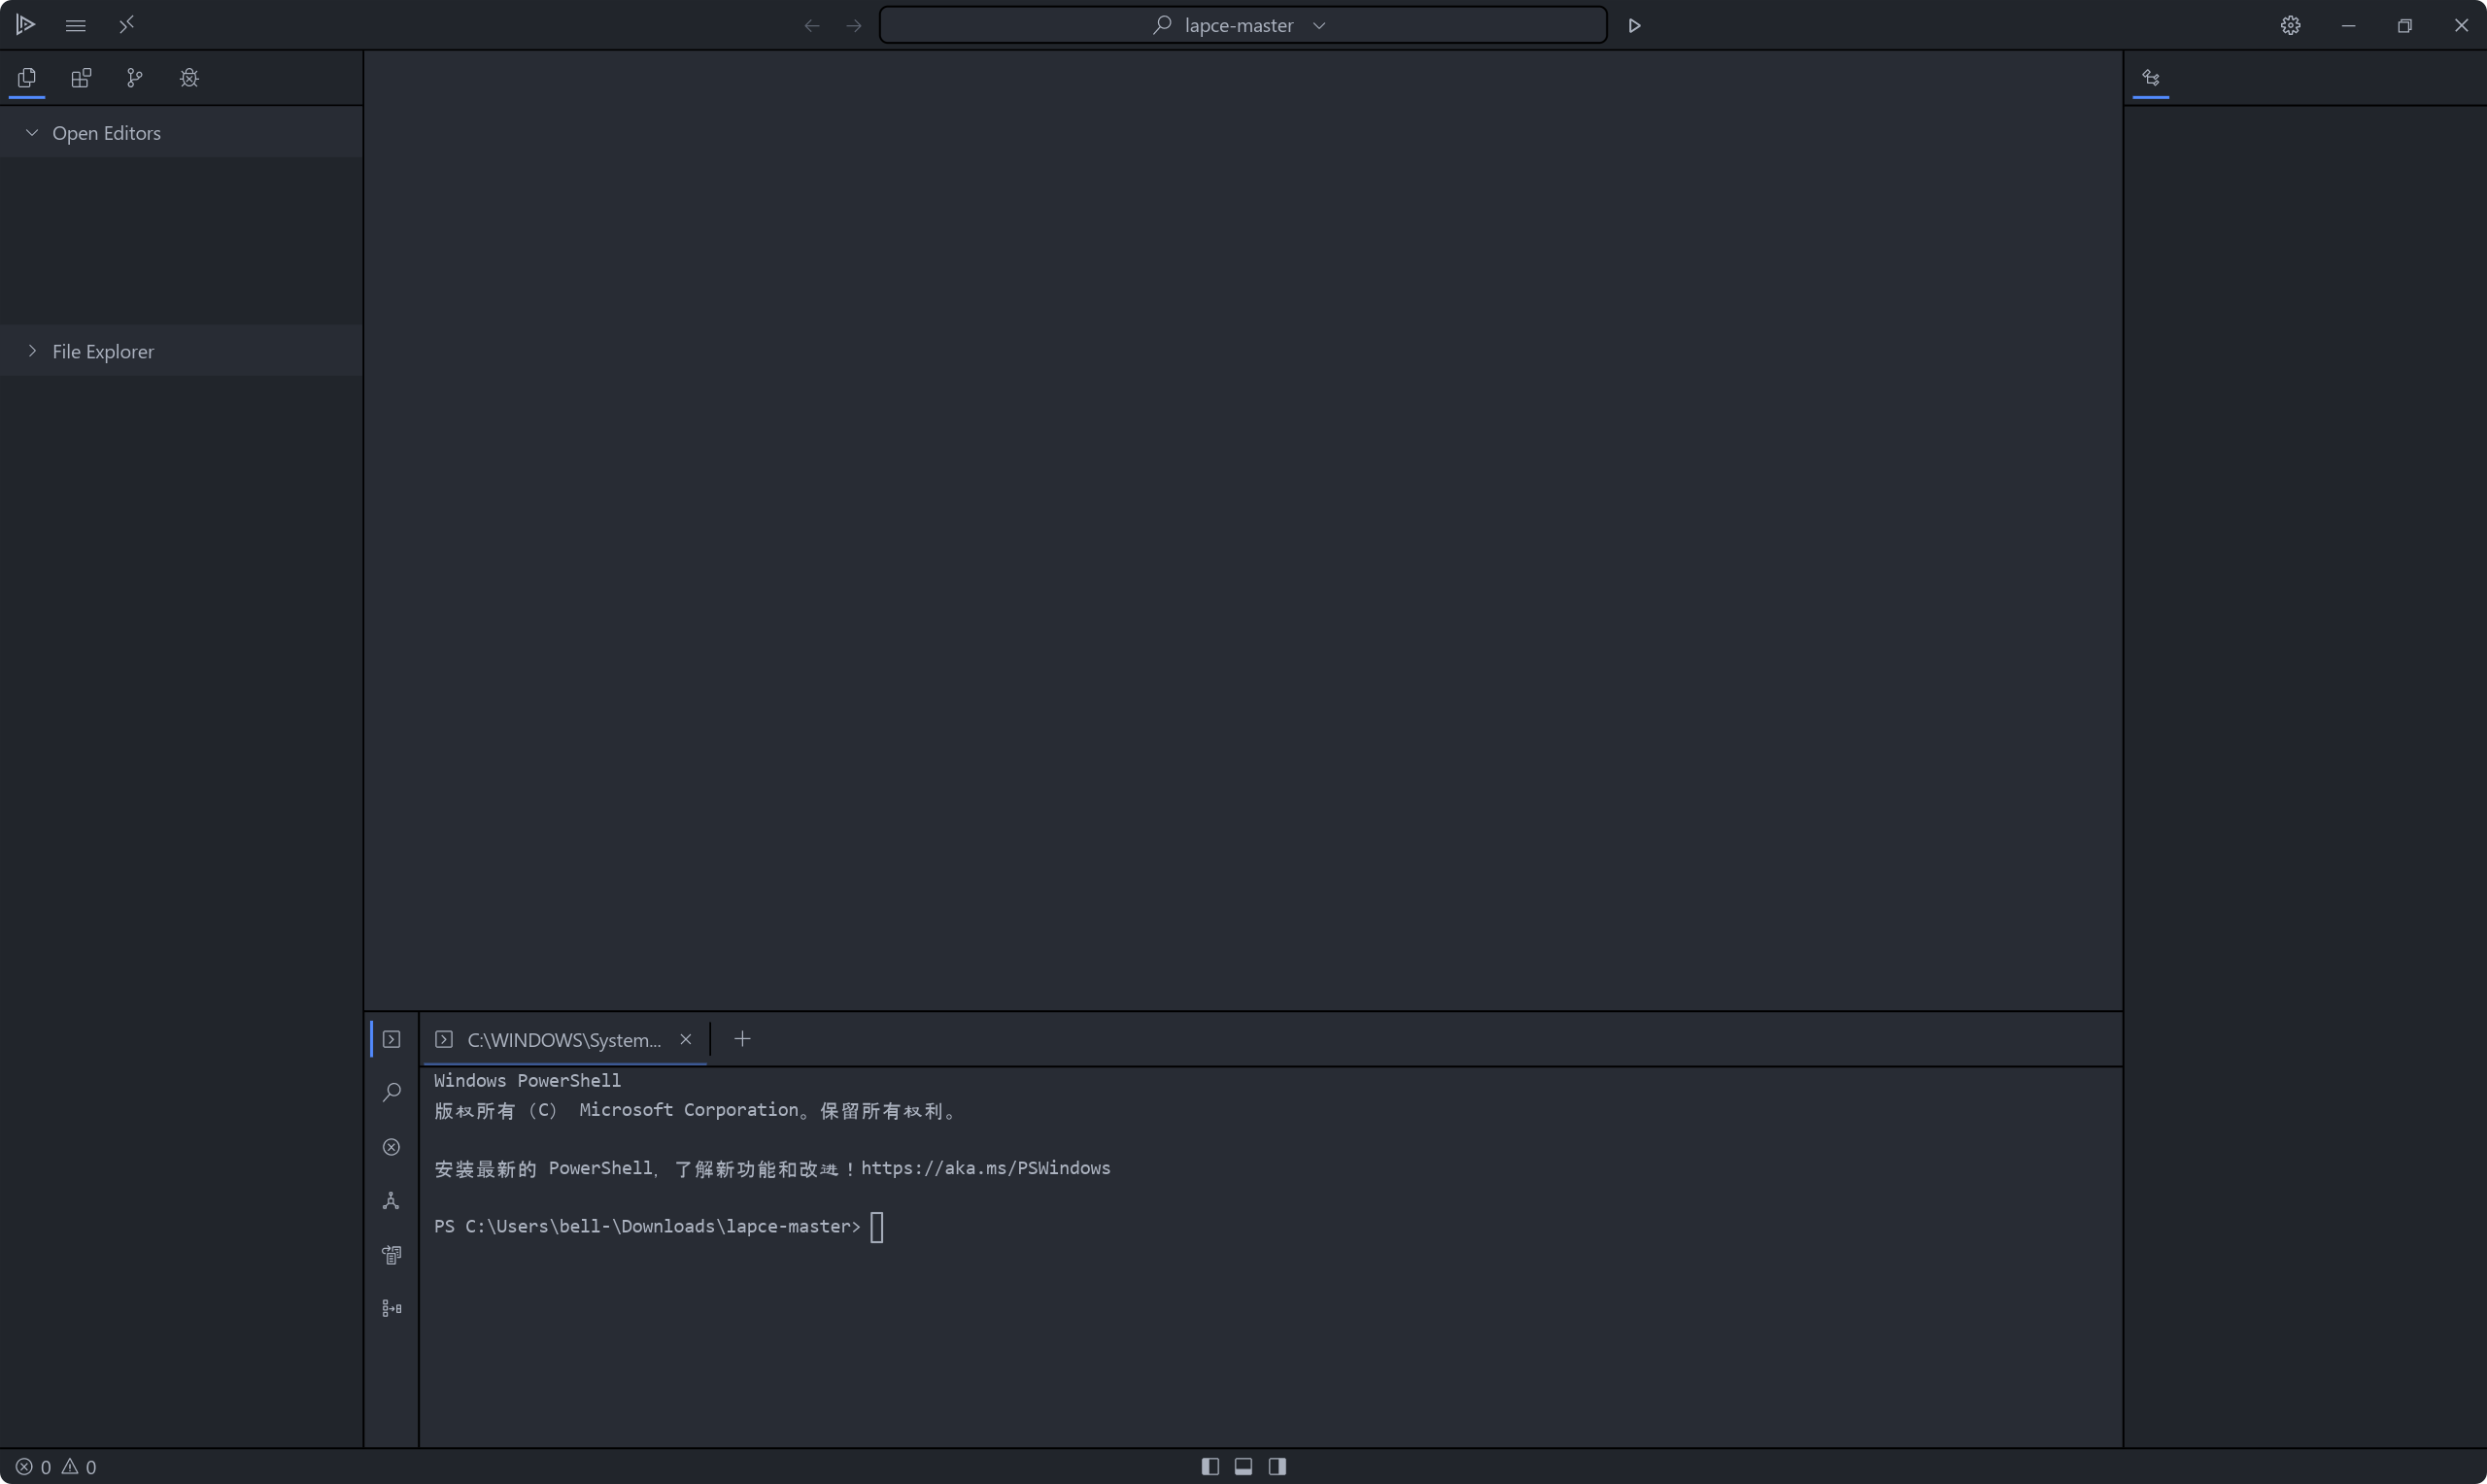 lapce-master
Open Editors
File Explorer
C:\WINDOWS\System...
Windows PowerShell
版权所有（C） Microsoft Corporation。保留所有权利。
安装最新的 PowerShell，了解新功能和改进！https://aka.ms/PSWindows
PS C:\Users\bell-\Downloads\lapce-master>
0 0